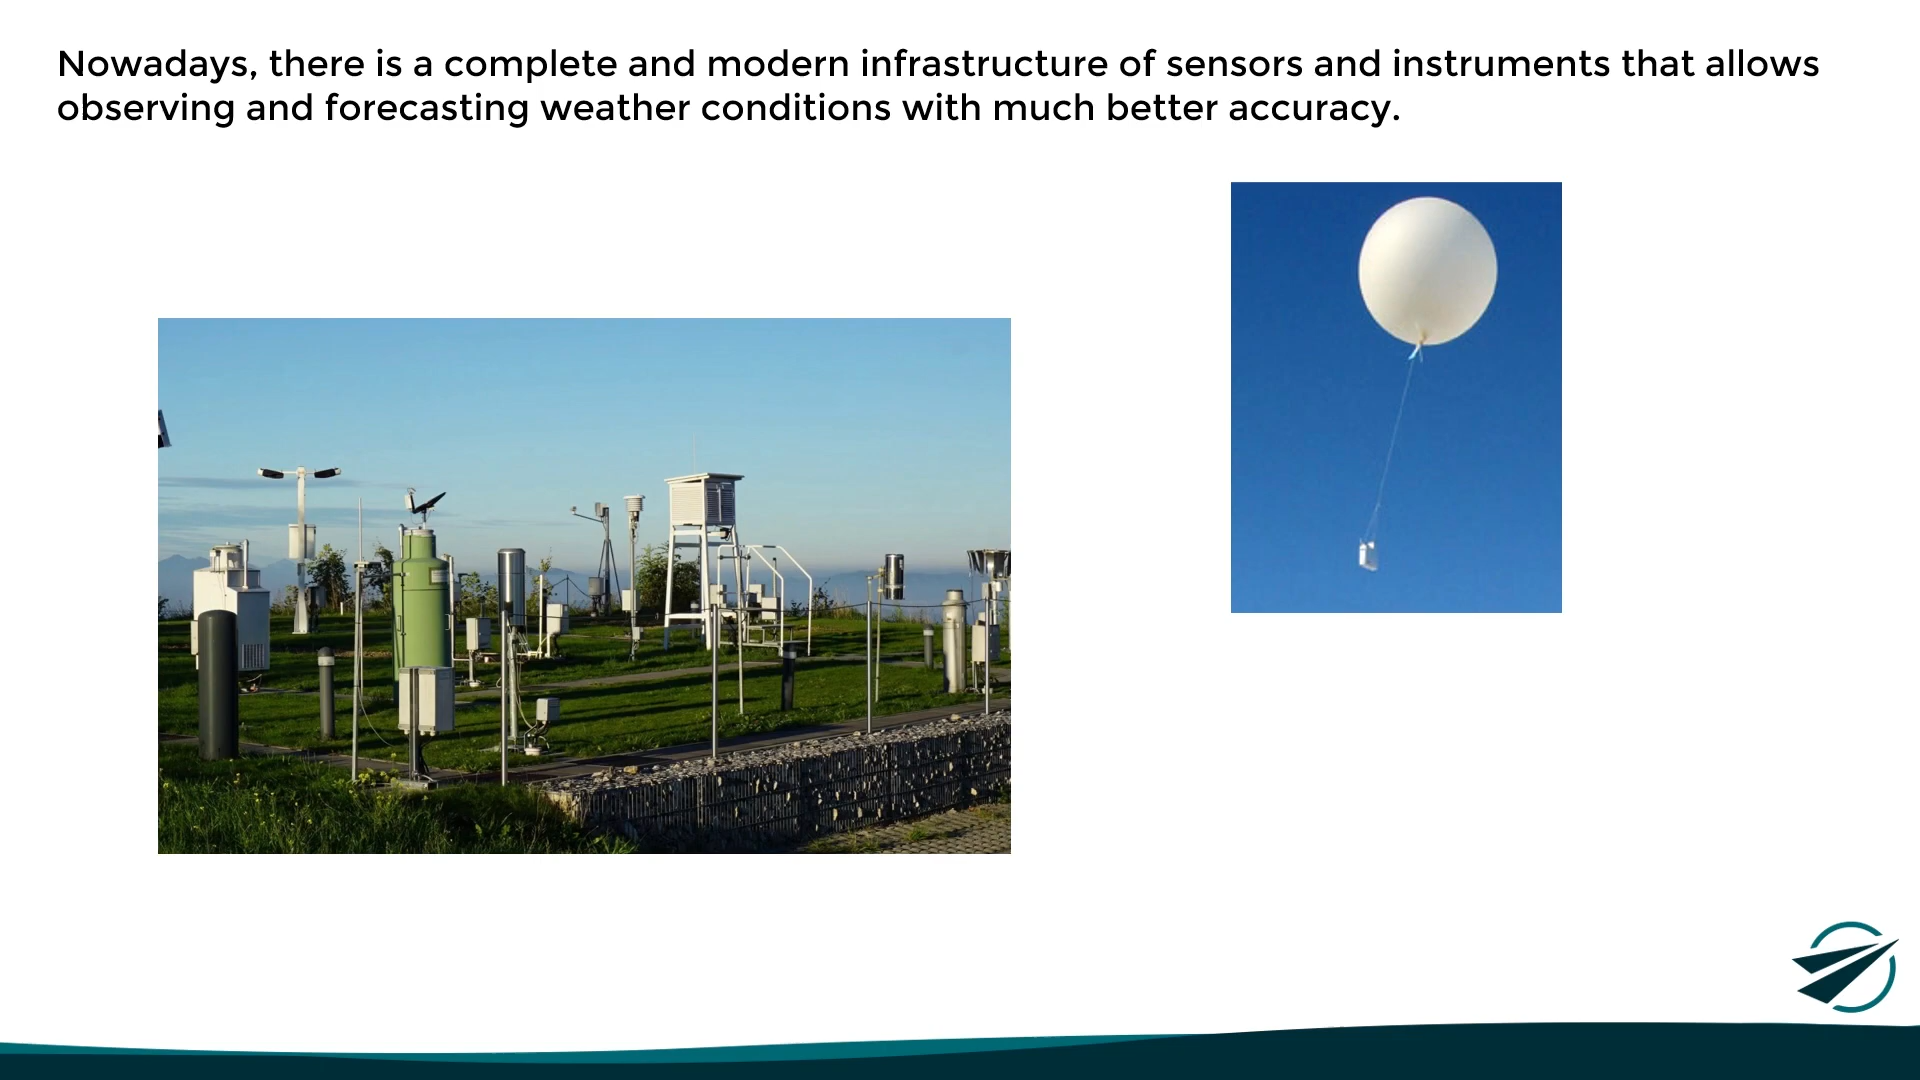 Nowadays, there is a complete and modern infrastructure of sensors and instruments that allows
observing and forecasting weather conditions with much better accuracy.